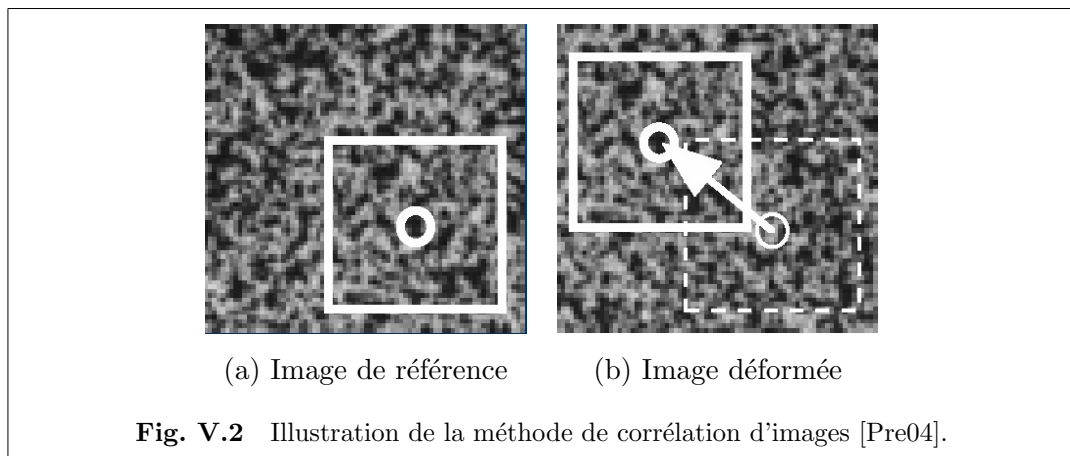 (a) Image de référence
(b) Image déformée
Fig. V.2 Illustration de la méthode de corrélation d'images [Pre04].